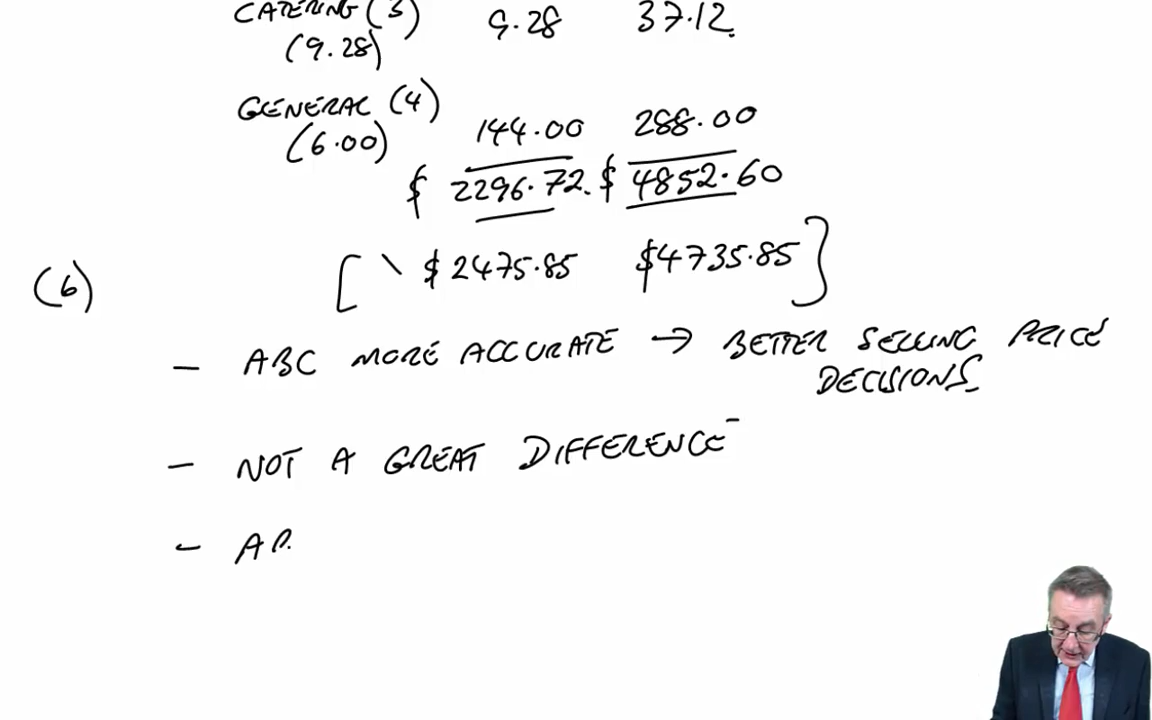 CATERING (3) 9.28 37.12
(9.28)
GENERAL (4) 144.00 288.00
(6.00)
$ 2296.72 $ 4852.60
(6) [ $2475.85 $4735.85 ]
- ABC MORE ACCURATE → BETTER SELLING PRICE
DECISIONS
- NOT A GREAT DIFFERENCE
- AB